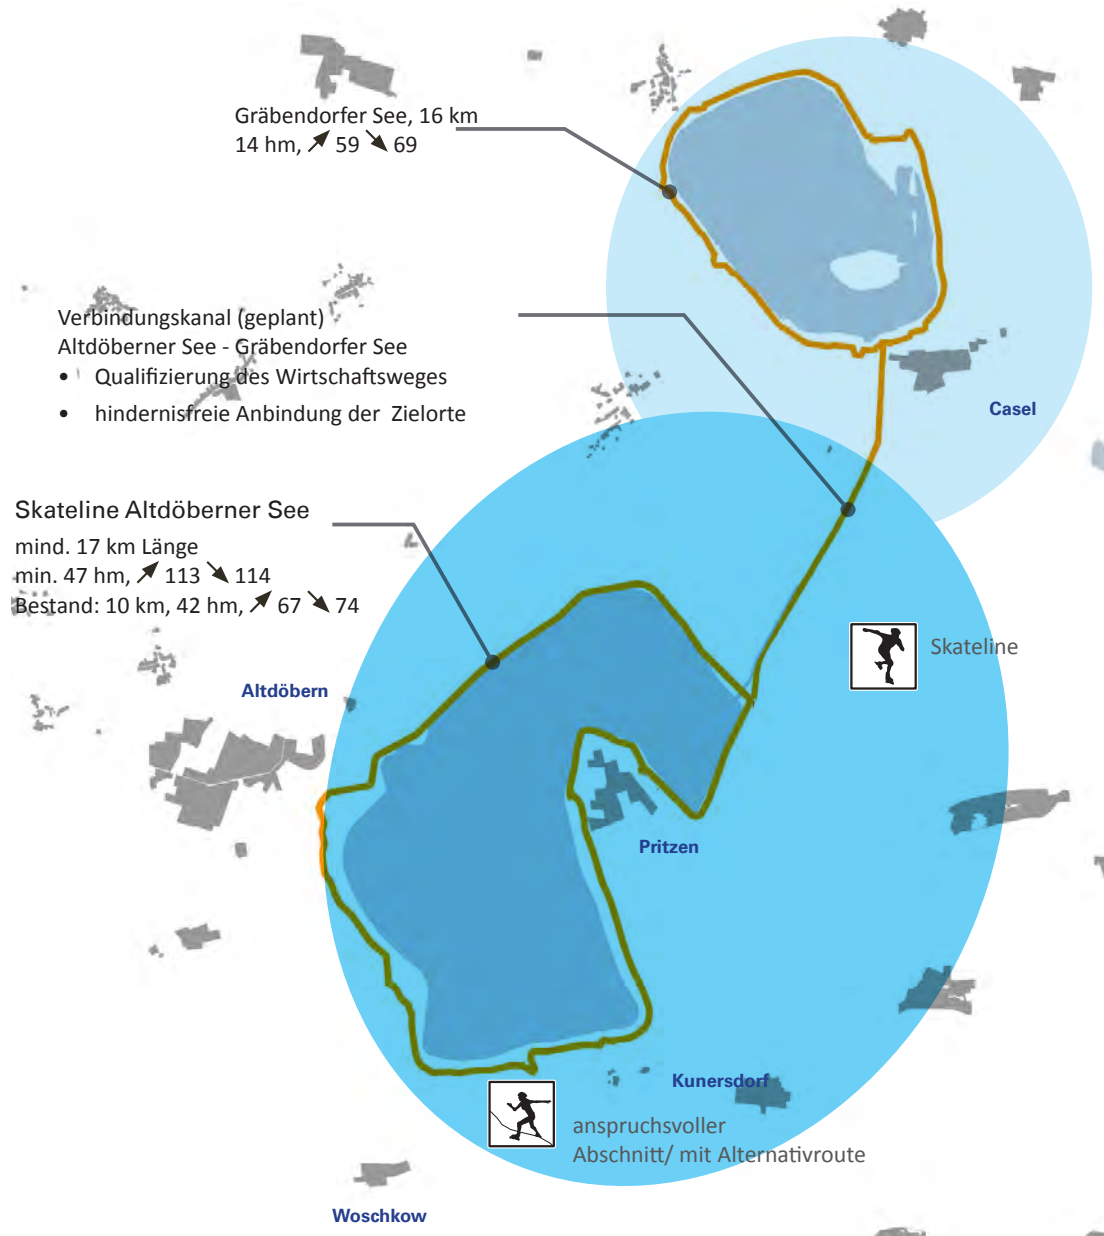 Gräbendorfer See, 16 km
14 hm, ↗ 59 ↘ 69
Verbindungskanal (geplant)
Altdöberner See - Gräbendorfer See
• Qualifizierung des Wirtschaftsweges
• hindernisfreie Anbindung der Zielorte
Casel
Skateline Altdöberner See
mind. 17 km Länge
min. 47 hm, ↗ 113 ↘ 114
Bestand: 10 km, 42 hm, ↗ 67 ↘ 74
Skateline
Altdöbern
Pritzen
Kunersdorf
anspruchsvoller
Abschnitt/ mit Alternativroute
Woschkow